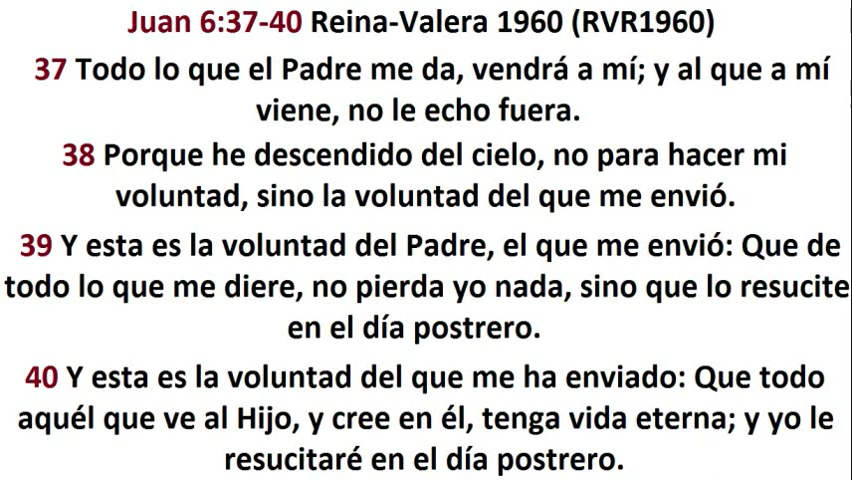 Juan 6:37-40 Reina-Valera 1960 (RVR1960)
37 Todo lo que el Padre me da, vendrá a mí; y al que a mí
viene, no le echo fuera.
38 Porque he descendido del cielo, no para hacer mi
voluntad, sino la voluntad del que me envió.
39 Y esta es la voluntad del Padre, el que me envió: Que de
todo lo que me diere, no pierda yo nada, sino que lo resucite
en el día postrero.
40 Y esta es la voluntad del que me ha enviado: Que todo
aquél que ve al Hijo, y cree en él, tenga vida eterna; y yo le
resucitaré en el día postrero.